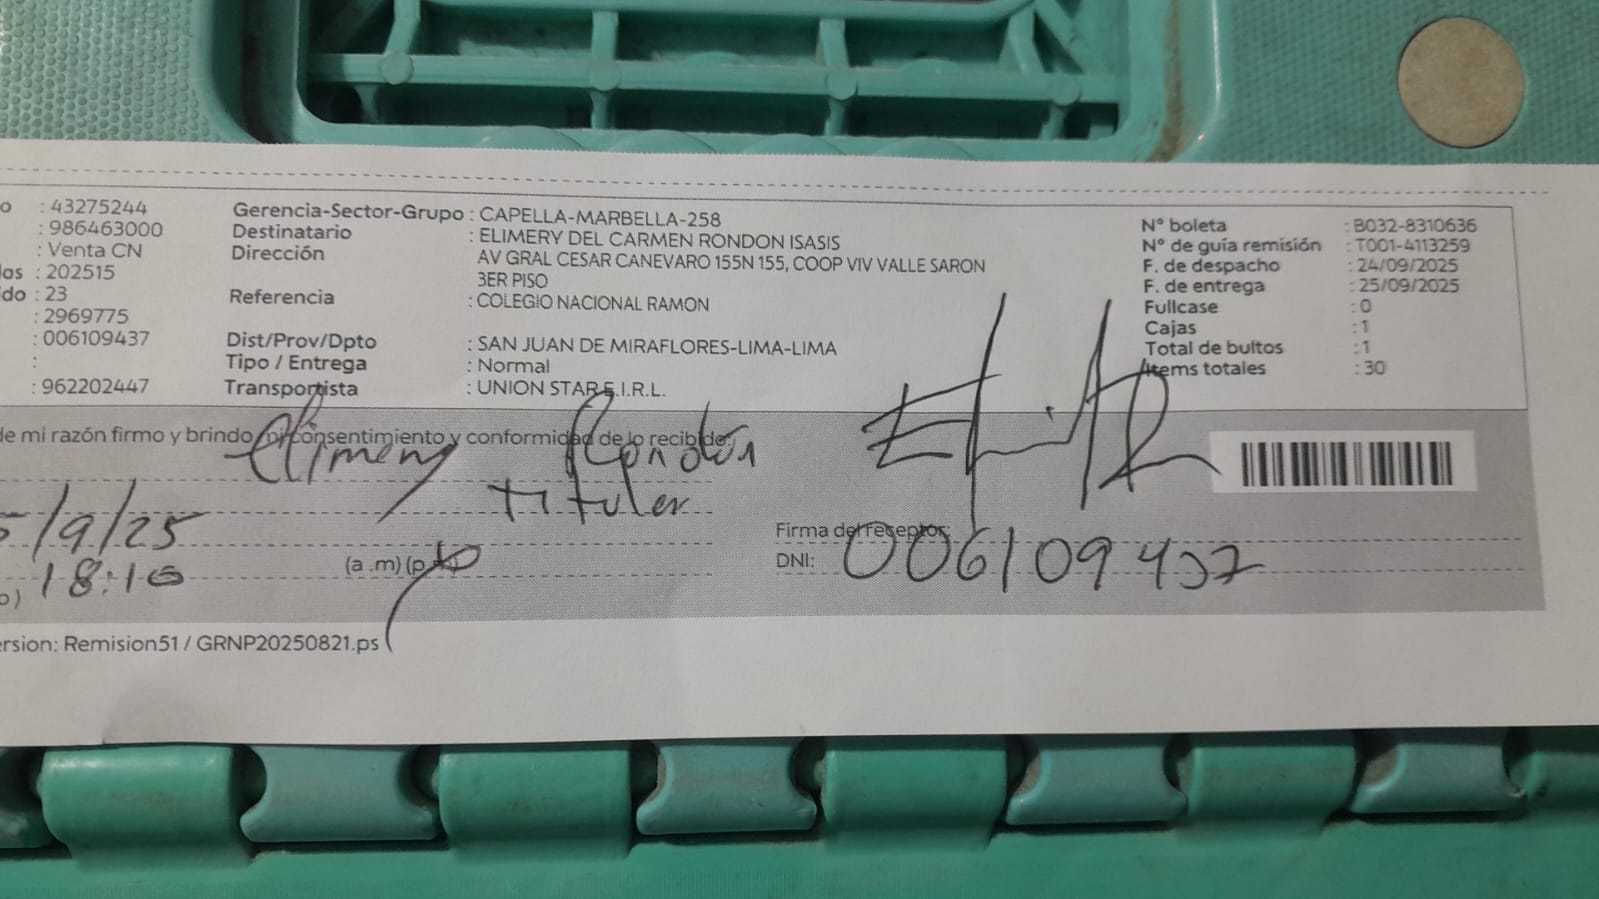 o : 43275244
: 986463000
: Venta CN
os : 202515
ido : 23
: 2969775
: 006109437
:
: 962202447
Gerencia-Sector-Grupo : CAPELLA-MARBELLA-258
Destinatario : ELIMERY DEL CARMEN RONDON ISASIS
Dirección AV GRAL CESAR CANEVARO 155N 155, COOP VIV VALLE SARON
3ER PISO
Referencia : COLEGIO NACIONAL RAMON
Dist/Prov/Dpto : SAN JUAN DE MIRAFLORES-LIMA-LIMA
Tipo / Entrega : Normal
Transportista : UNION STAR E.I.R.L.
N° boleta : B032-8310636
N° de guía remisión : T001-4113259
F. de despacho : 24/09/2025
F. de entrega : 25/09/2025
Fullcase : 0
Cajas : 1
Total de bultos : 1
Items totales : 30
de mi razón firmo y brindo mi consentimiento y conformidad de lo recibido:
Elimery Rondón
titular
5/9/25
18:10
(a .m) (p.m)
o)
Firma del receptor:
DNI: 006109437
ersion: Remision51 / GRNP20250821.ps